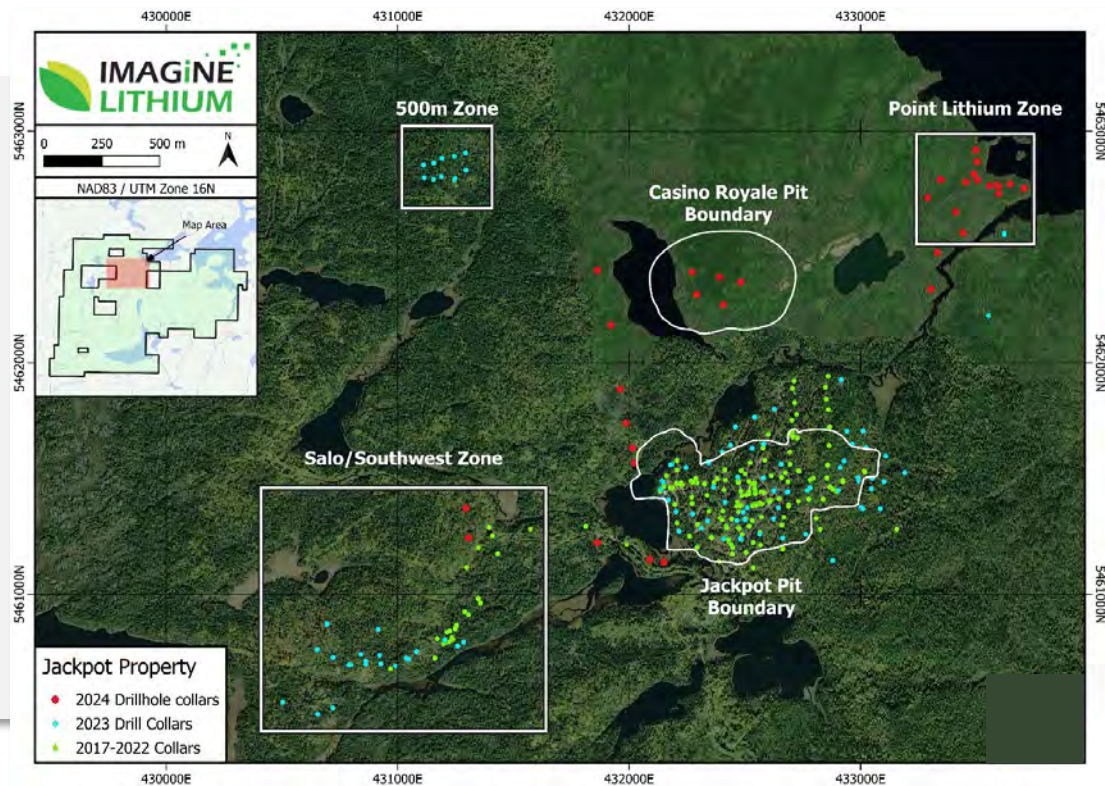 430000E
431000E
432000E
433000E
IMAGiNE
LITHIUM
0 250 500 m
N
NAD83 / UTM Zone 16N
Map Area
500m Zone
Point Lithium Zone
Casino Royale Pit
Boundary
Salo/Southwest Zone
Jackpot Pit
Boundary
5463000N
5462000N
5461000N
5463000N
5462000N
5461000N
Jackpot Property
2024 Drillhole collars
2023 Drill Collars
2017-2022 Collars
430000E
431000E
432000E
433000E